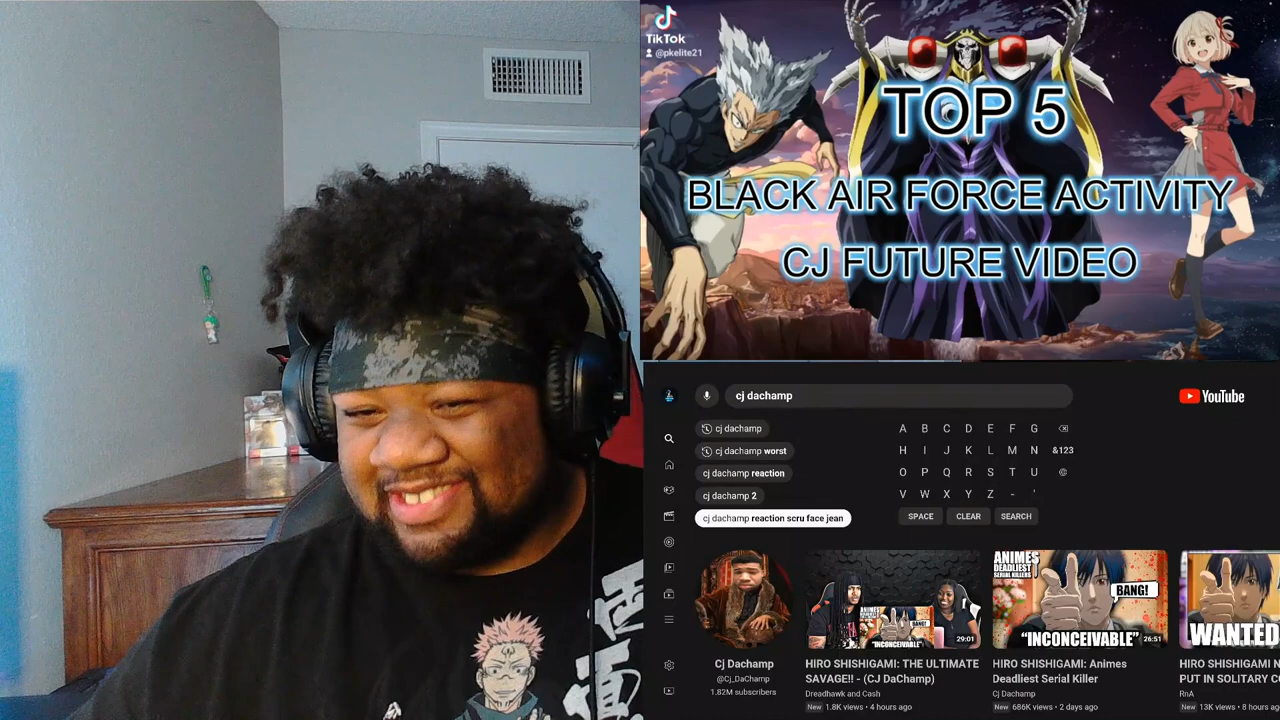 TikTok
@pkelite21
TOP 5
BLACK AIR FORCE ACTIVITY
CJ FUTURE VIDEO
cj dachamp
YouTube
cj dachamp
cj dachamp worst
cj dachamp reaction
cj dachamp 2
cj dachamp reaction scru face jean
A B C D E F G
H I J K L M N &123
O P Q R S T U @
V W X Y Z - '
SPACE CLEAR SEARCH
ANIMES
DEADLIEST
SERIAL KILLERS
BANG!
"INCONCEIVABLE"
29:01
ANIMES
DEADLIEST
SERIAL KILLERS
BANG!
"INCONCEIVABLE"
26:51
WANTED
Cj Dachamp
@Cj_DaChamp
1.82M subscribers
HIRO SHISHIGAMI: THE ULTIMATE
SAVAGE!! - (CJ DaChamp)
Dreadhawk and Cash
New 1.8K views • 4 hours ago
HIRO SHISHIGAMI: Animes
Deadliest Serial Killer
Cj Dachamp
New 686K views • 2 days ago
HIRO SHISHIGAMI
PUT IN SOLITARY
RnA
New 13K views • 8 hours